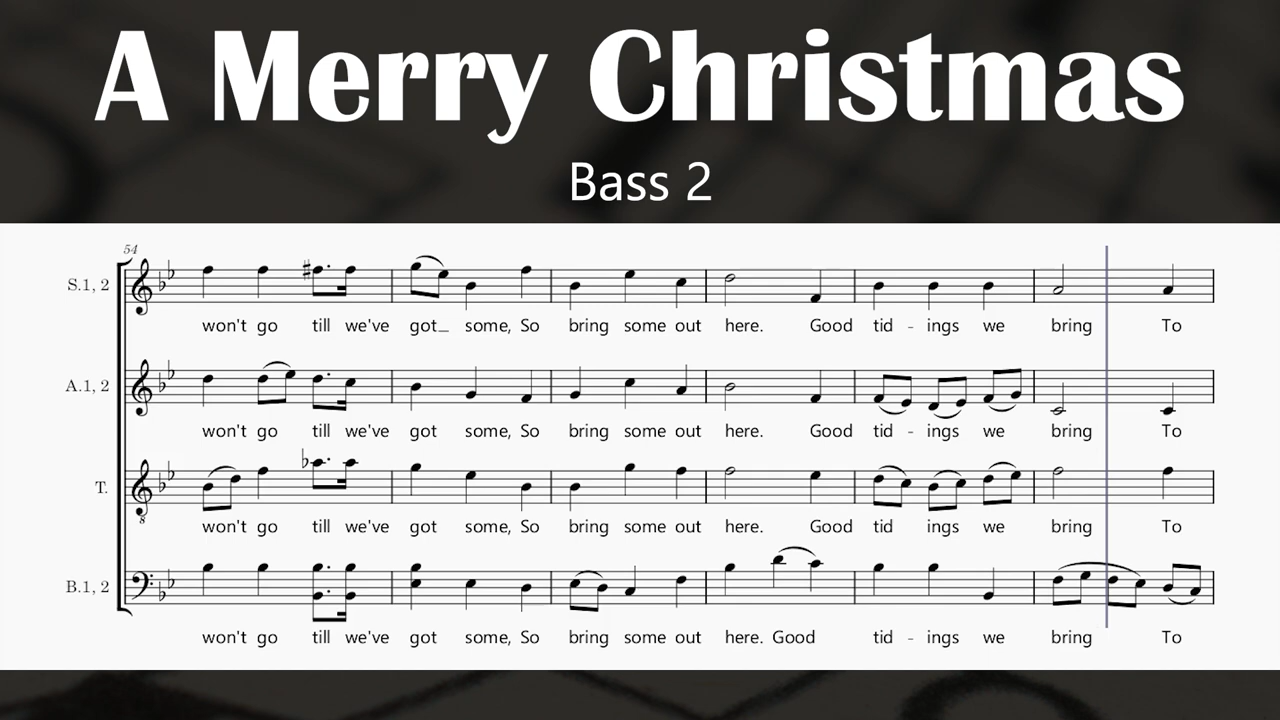 A Merry Christmas
Bass 2
54
S.1, 2
won't go till we've got_ some, So bring some out here. Good tid - ings we bring To
A.1, 2
won't go till we've got some, So bring some out here. Good tid - ings we bring To
T.
8
won't go till we've got some, So bring some out here. Good tid ings we bring To
B.1, 2
won't go till we've got some, So bring some out here. Good tid - ings we bring To